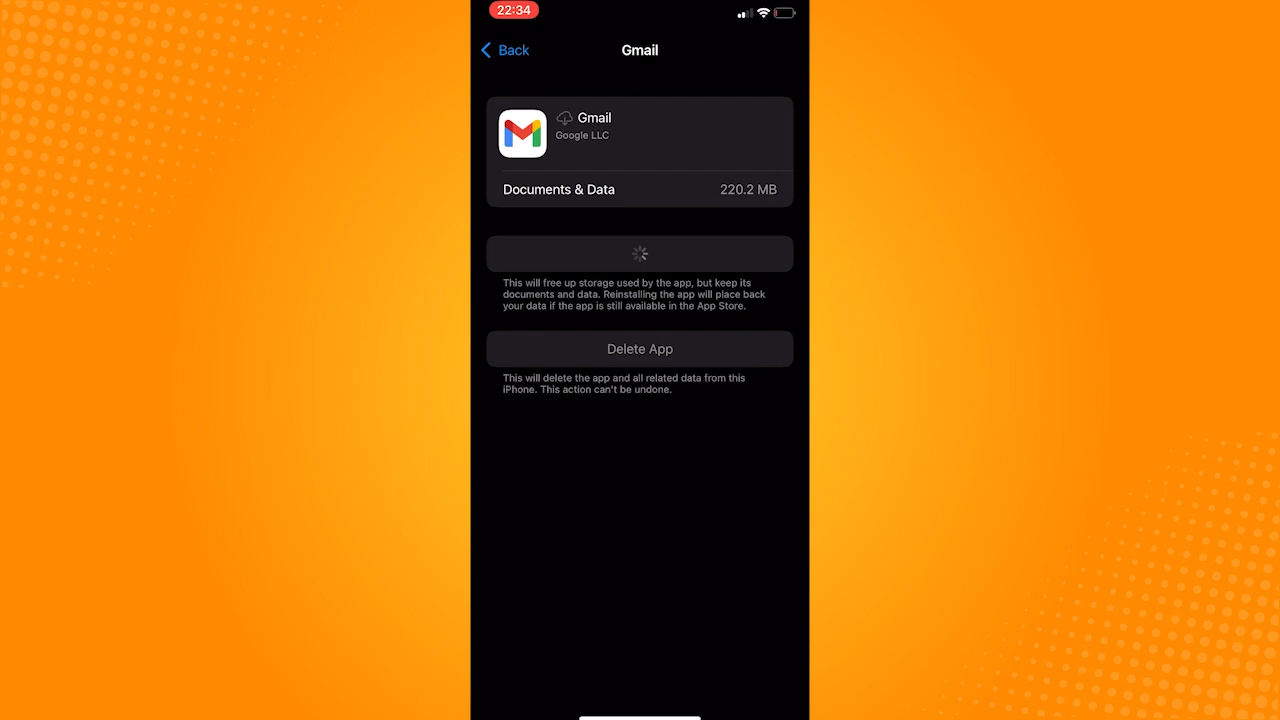 22:34
Back
Gmail
Gmail
Google LLC
Documents & Data 220.2 MB
This will free up storage used by the app, but keep its
documents and data. Reinstalling the app will place back
your data if the app is still available in the App Store.
Delete App
This will delete the app and all related data from this
iPhone. This action can't be undone.